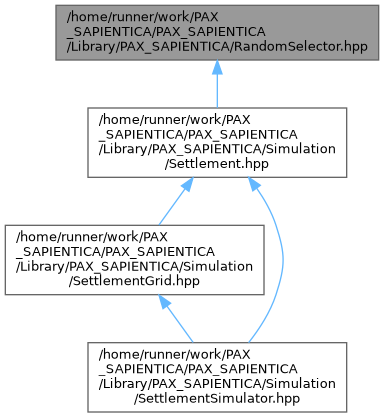 /home/runner/work/PAX
_SAPIENTICA/PAX_SAPIENTICA
/Library/PAX_SAPIENTICA/RandomSelector.hpp
/home/runner/work/PAX
_SAPIENTICA/PAX_SAPIENTICA
/Library/PAX_SAPIENTICA/Simulation
/Settlement.hpp
/home/runner/work/PAX
_SAPIENTICA/PAX_SAPIENTICA
/Library/PAX_SAPIENTICA/Simulation
/SettlementGrid.hpp
/home/runner/work/PAX
_SAPIENTICA/PAX_SAPIENTICA
/Library/PAX_SAPIENTICA/Simulation
/SettlementSimulator.hpp